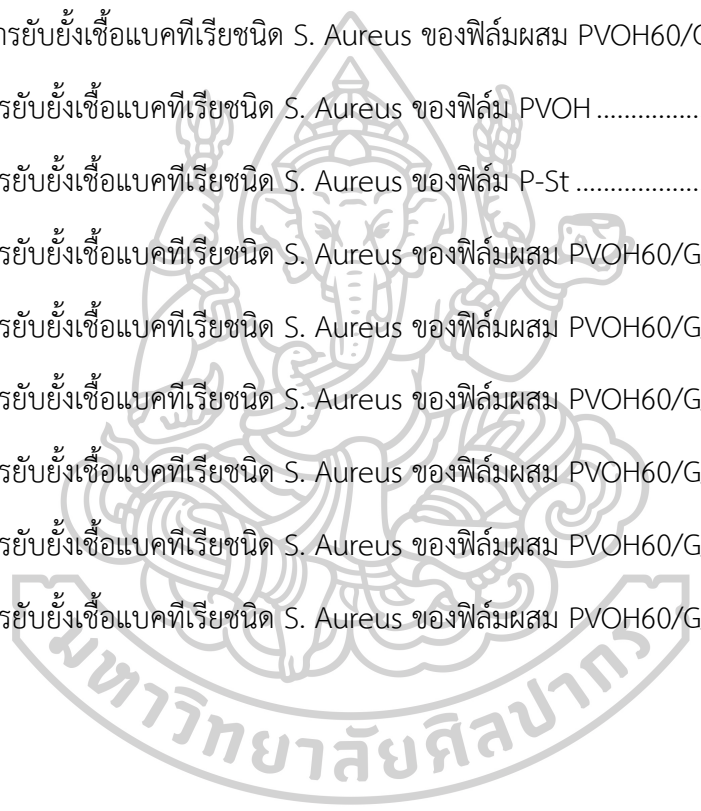 ารยับยั้งเชื้อแบคทีเรียชนิด S. Aureus ของฟิล์มผสม PVOH60/G
รยับยั้งเชื้อแบคทีเรียชนิด S. Aureus ของฟิล์ม PVOH ...............
รยับยั้งเชื้อแบคทีเรียชนิด S. Aureus ของฟิล์ม P-St ..................
รยับยั้งเชื้อแบคทีเรียชนิด S. Aureus ของฟิล์มผสม PVOH60/G
รยับยั้งเชื้อแบคทีเรียชนิด S. Aureus ของฟิล์มผสม PVOH60/G
รยับยั้งเชื้อแบคทีเรียชนิด S. Aureus ของฟิล์มผสม PVOH60/G
รยับยั้งเชื้อแบคทีเรียชนิด S. Aureus ของฟิล์มผสม PVOH60/G
รยับยั้งเชื้อแบคทีเรียชนิด S. Aureus ของฟิล์มผสม PVOH60/G
รยับยั้งเชื้อแบคทีเรียชนิด S. Aureus ของฟิล์มผสม PVOH60/G
มหาวิทยาลัยศิลปากร